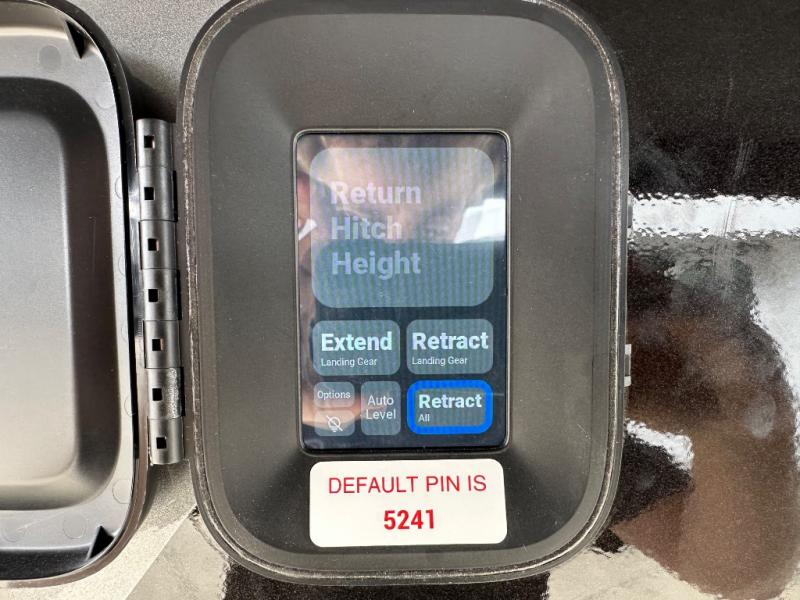 Return
Hitch
Height
Extend
Landing Gear
Retract
Landing Gear
Options
Auto
Level
Retract
All
DEFAULT PIN IS
5241